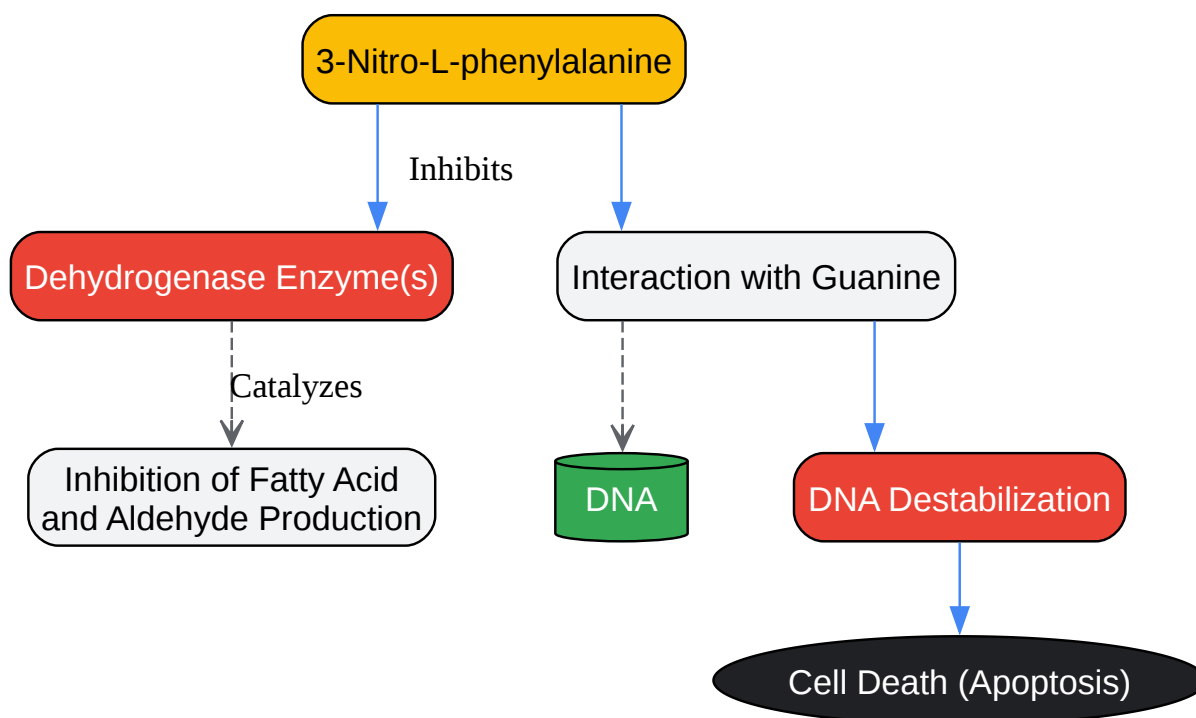 3-Nitro-L-phenylalanine
Inhibits
Dehydrogenase Enzyme(s)
Interaction with Guanine
Catalyzes
Inhibition of Fatty Acid
and Aldehyde Production
DNA
DNA Destabilization
Cell Death (Apoptosis)